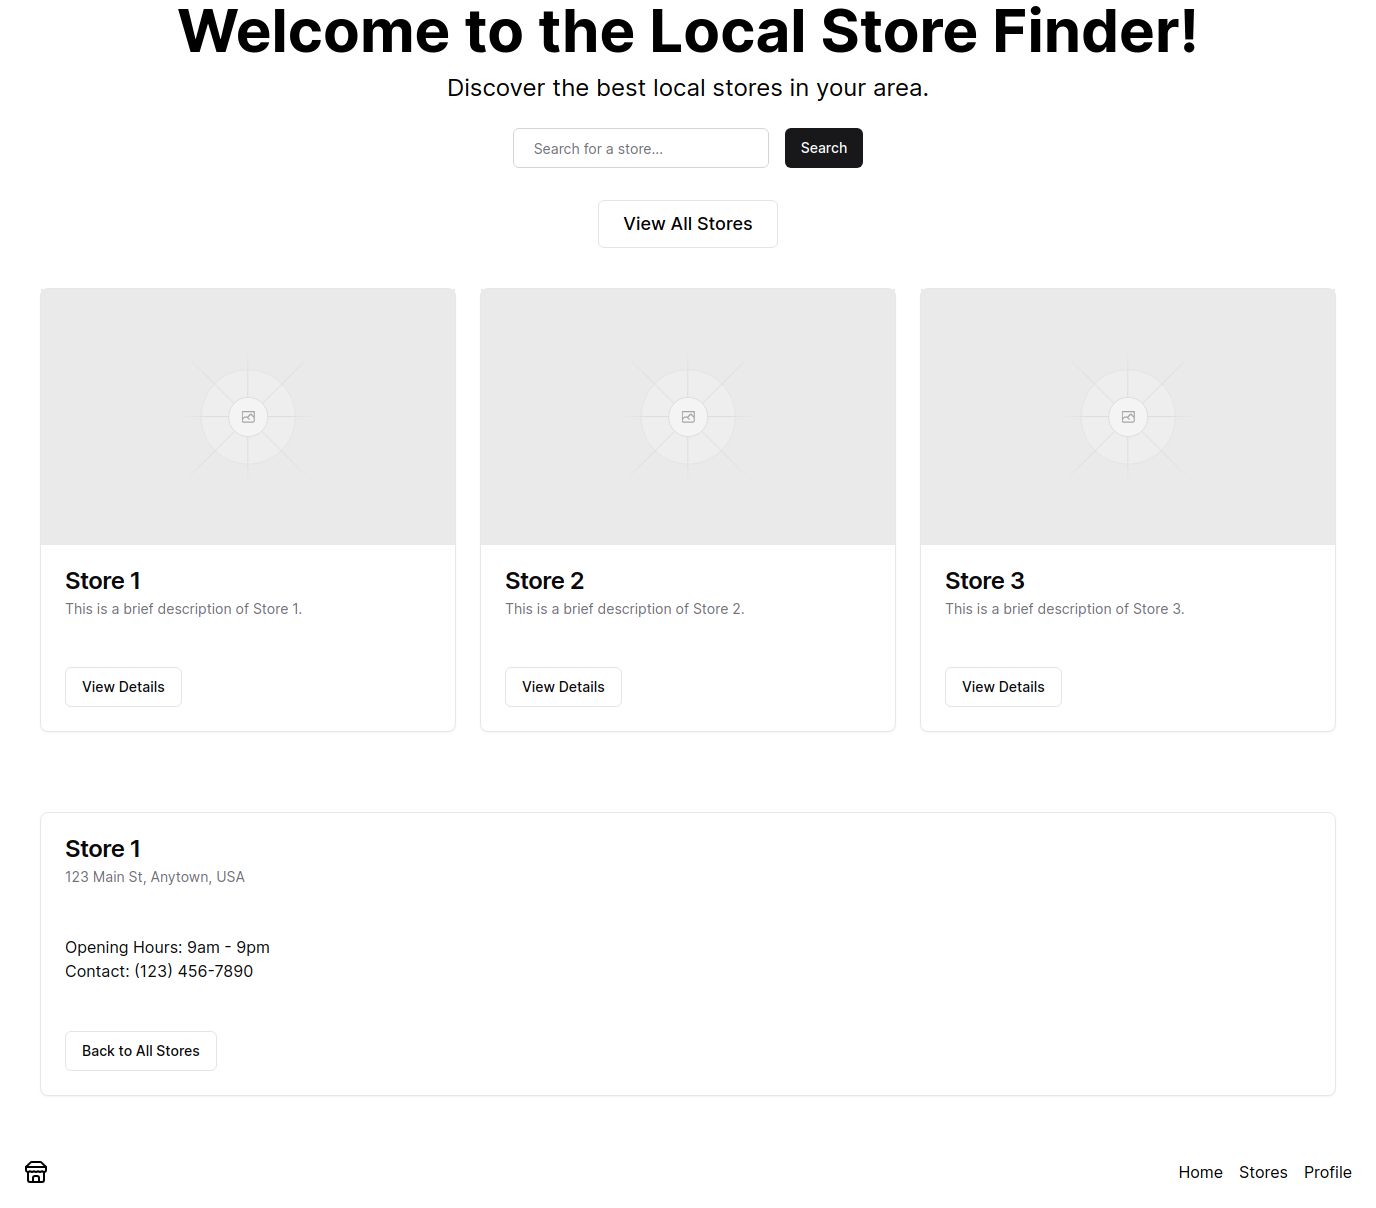 Welcome to the Local Store Finder!
Discover the best local stores in your area.
Search for a store...
Search
View All Stores
Store 1
This is a brief description of Store 1.
View Details
Store 2
This is a brief description of Store 2.
View Details
Store 3
This is a brief description of Store 3.
View Details
Store 1
123 Main St, Anytown, USA
Opening Hours: 9am - 9pm
Contact: (123) 456-7890
Back to All Stores
Home
Stores
Profile